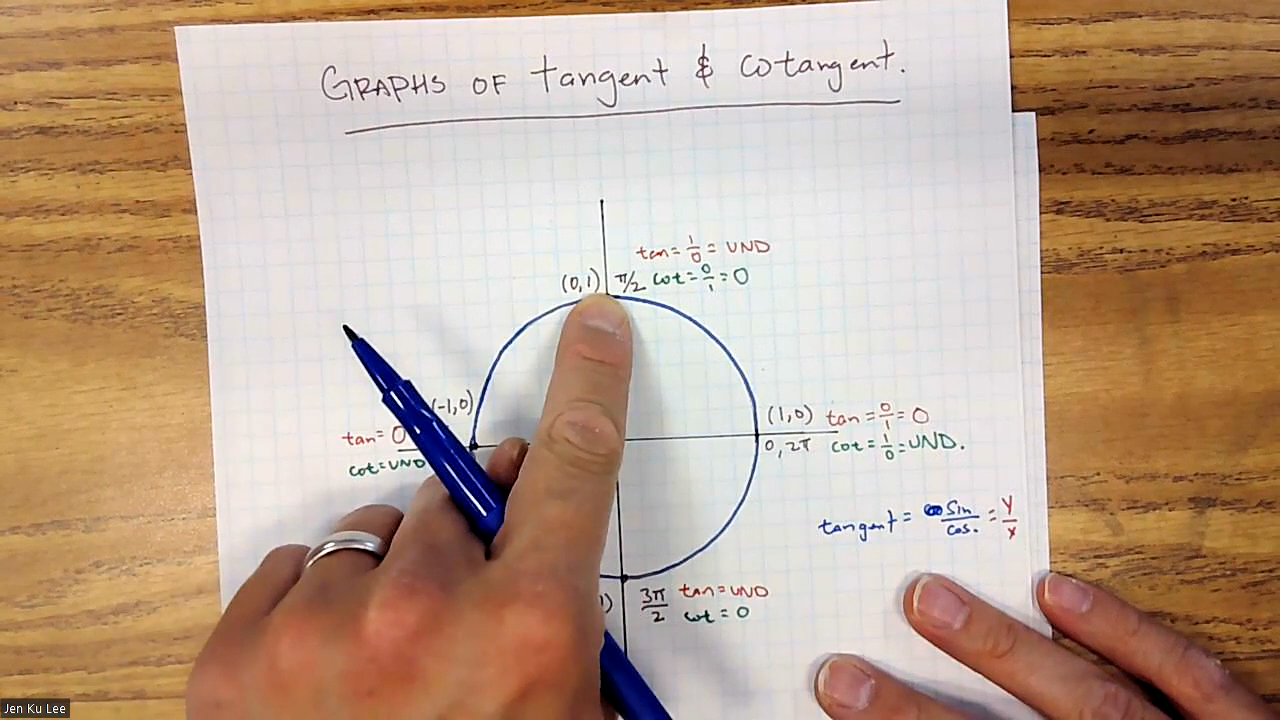 GRAPHS OF tangent & cotangent.
tan = 1/0 = UND
(0,1) π/2 cot = 0/1 = 0
(-1,0)
tan = 0
cot = UND
(1,0) tan = 0/1 = 0
0, 2π cot = 1/0 = UND.
tangent = Sin/cos. = y/x
1) 3π/2 tan = UND
cot = 0
Jen Ku Lee